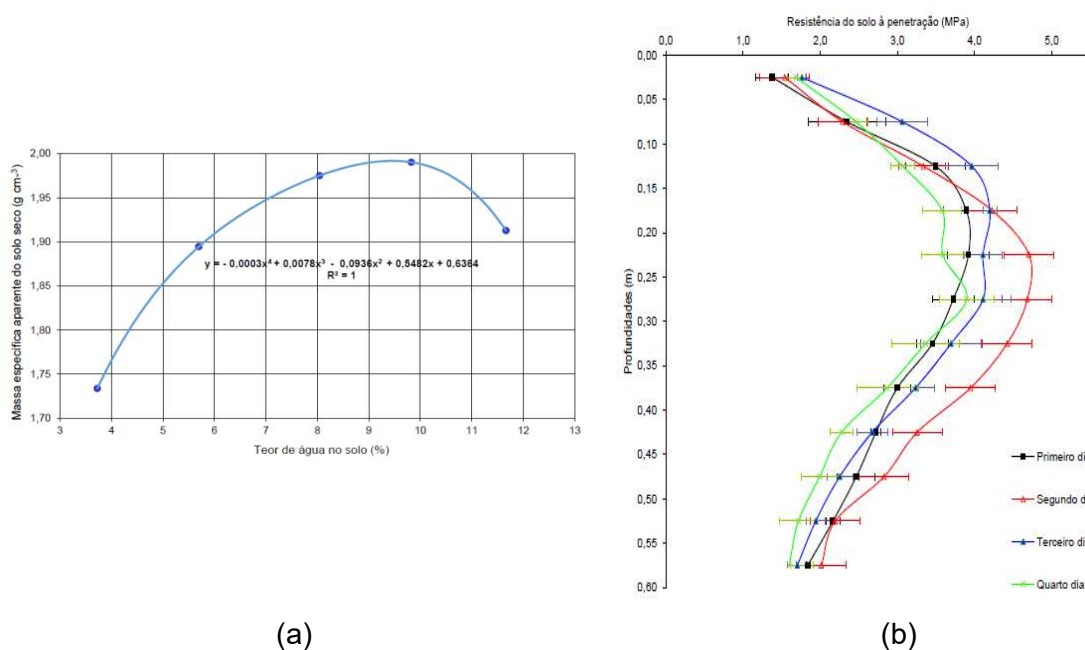 Massa específica aparente do solo seco (g cm-³)
2,00
1,95
1,90
1,85
1,80
1,75
1,70
y = - 0,0003x⁴ + 0,0078x³ - 0,0936x² + 0,5482x + 0,6364
R² = 1
3 4 5 6 7 8 9 10 11 12 13
Teor de água no solo (%)
(a)
Resistência do solo à penetração (MPa)
0,0 1,0 2,0 3,0 4,0 5,0
Profundidades (m)
0,00
0,05
0,10
0,15
0,20
0,25
0,30
0,35
0,40
0,45
0,50
0,55
0,60
Primeiro di
Segundo d
Terceiro di
Quarto dia
(b)